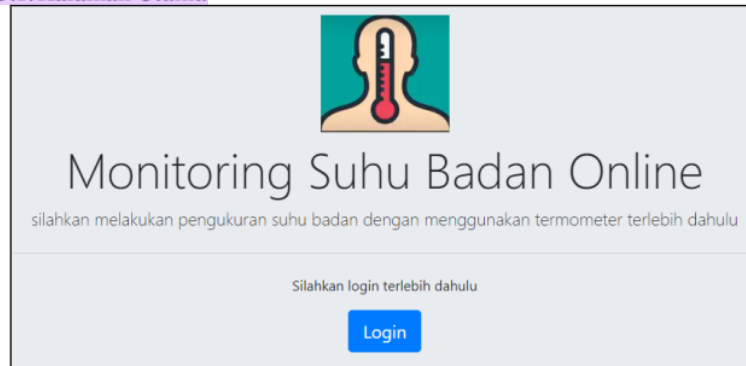 Monitoring Suhu Badan Online
silahkan melakukan pengukuran suhu badan dengan menggunakan termometer terlebih dahulu
Silahkan login terlebih dahulu
Login